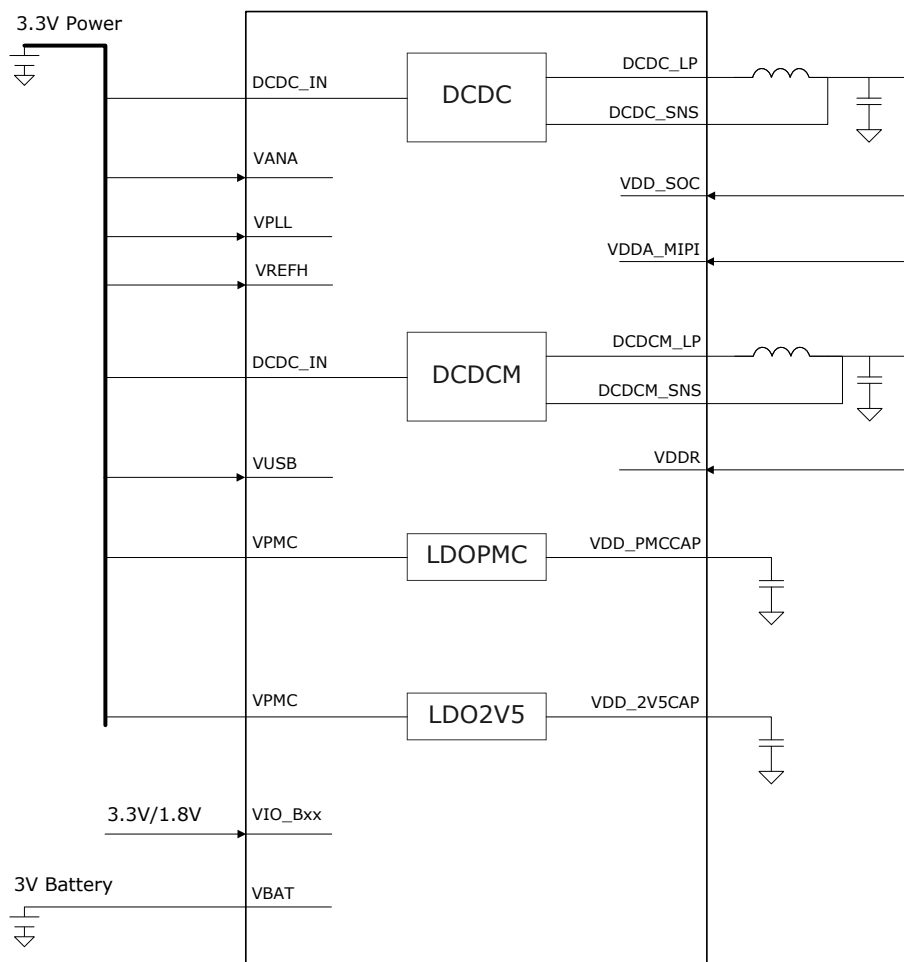 3.3V Power
DCDC_LP
DCDC_IN
DCDC
DCDC_SNS
VANA
VDD_SOC
VPLL
VDDA_MIPI
VREFH
DCDCM_LP
DCDC_IN
DCDCM
DCDCM_SNS
VUSB
VDDR
VPMC
LDOPMC
VDD_PMCCAP
VPMC
LDO2V5
VDD_2V5CAP
3.3V/1.8V
VIO_Bxx
3V Battery
VBAT